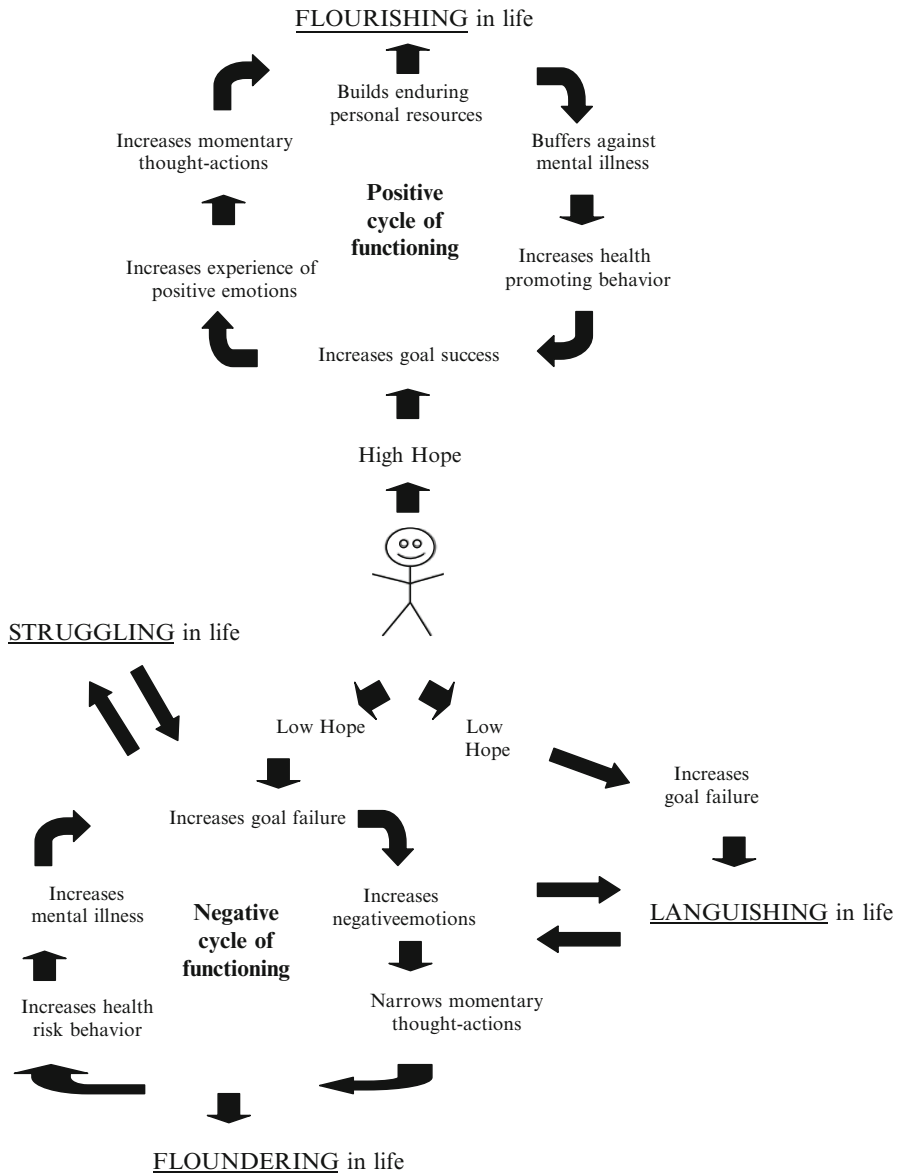 FLOURISHING in life
Builds enduring
personal resources
Increases momentary
thought-actions
Buffers against
mental illness
Positive
cycle of
functioning
Increases experience of
positive emotions
Increases health
promoting behavior
Increases goal success
High Hope
STRUGGLING in life
Low Hope
Low
Hope
Increases
goal failure
Increases goal failure
Increases
mental illness
Negative
cycle of
functioning
Increases
negativeemotions
LANGUISHING in life
Increases health
risk behavior
Narrows momentary
thought-actions
FLOUNDERING in life